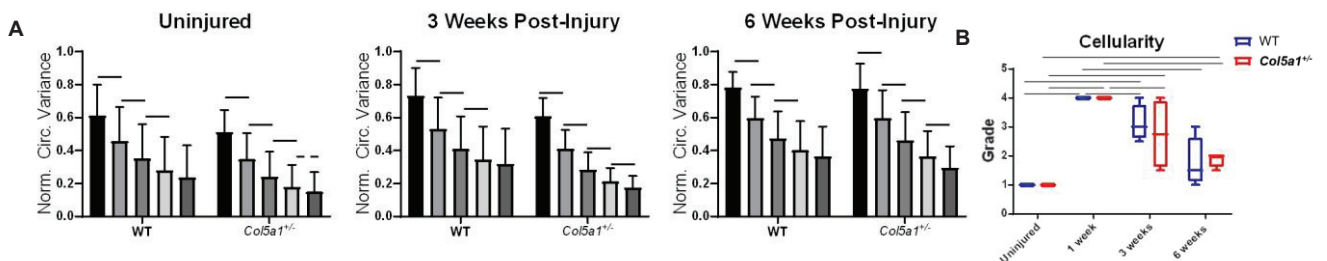 A
Uninjured
Norm. Circ. Variance
1.0
0.8
0.6
0.4
0.2
0.0
WT
Col5a1+/-
3 Weeks Post-Injury
Norm. Circ. Variance
1.0
0.8
0.6
0.4
0.2
0.0
WT
Col5a1+/-
6 Weeks Post-Injury
Norm. Circ. Variance
1.0
0.8
0.6
0.4
0.2
0.0
WT
Col5a1+/-
B
Cellularity
WT
Col5a1+/-
Grade
5
4
3
2
1
Uninjured
1 week
3 weeks
6 weeks